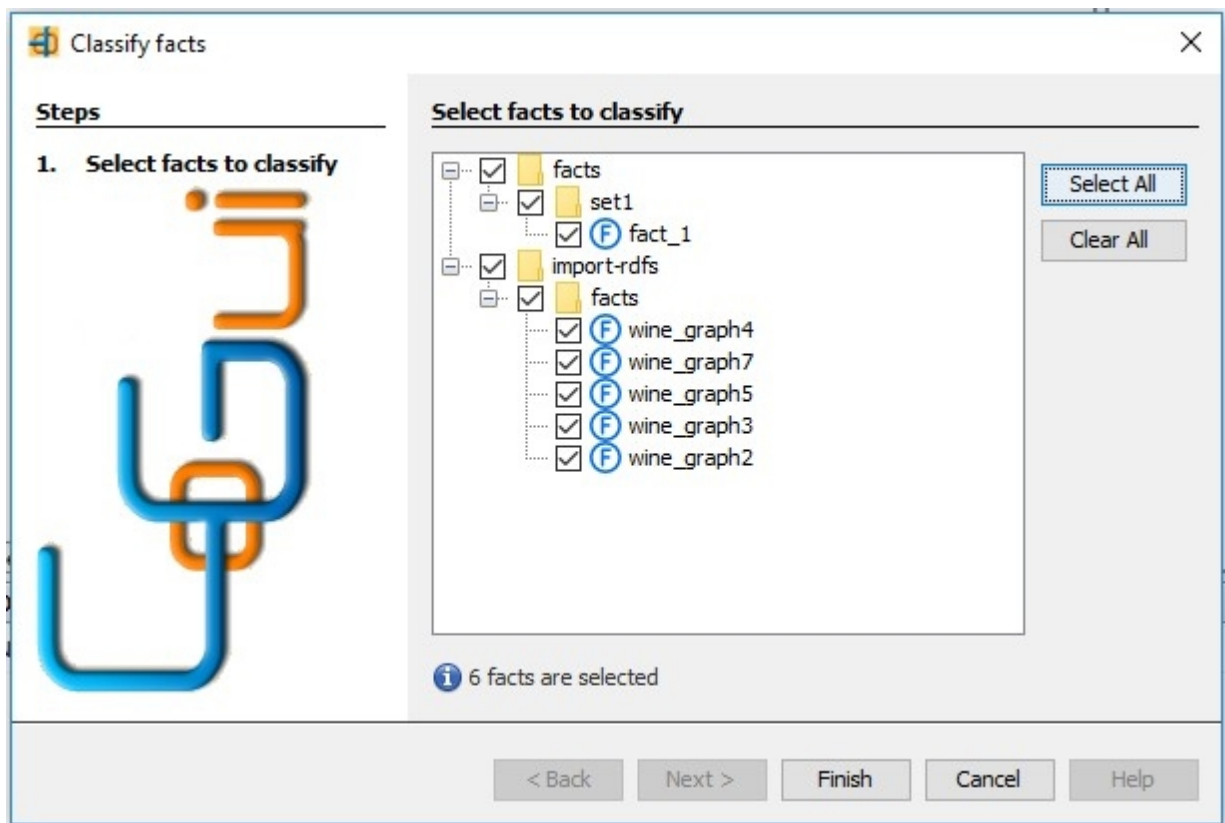 Classify facts
Steps
1. Select facts to classify
Select facts to classify
facts
set1
F fact_1
import-rdfs
facts
F wine_graph4
F wine_graph7
F wine_graph5
F wine_graph3
F wine_graph2
Select All
Clear All
i 6 facts are selected
< Back
Next >
Finish
Cancel
Help
CoGui